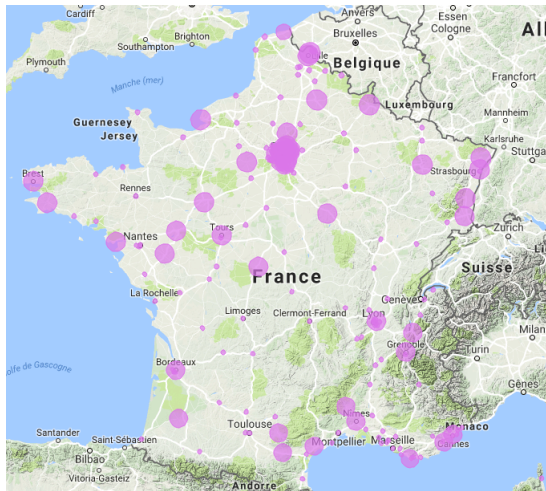 Cardiff
Anvers
Essen
Cologne
All
Bruxelles
Southampton
Brighton
Plymouth
Belgique
Francfort
Manche (mer)
Luxembourg
Mannheim
Guernesey
Jersey
Karlsruhe
Stuttga
Strasbourg
Brest
Rennes
Zurich
Tours
Nantes
Suisse
France
Genève
La Rochelle
Limoges
Clermont-Ferrand
Lyon
Milan
Grenoble
Turin
olfe de Gascogne
Bordeaux
Gênes
Nîmes
Monaco
Santander
Saint-Sébastien
Toulouse
Montpellier
Marseille
Cannes
Bilbao
Vitoria-Gasteiz
Andorre